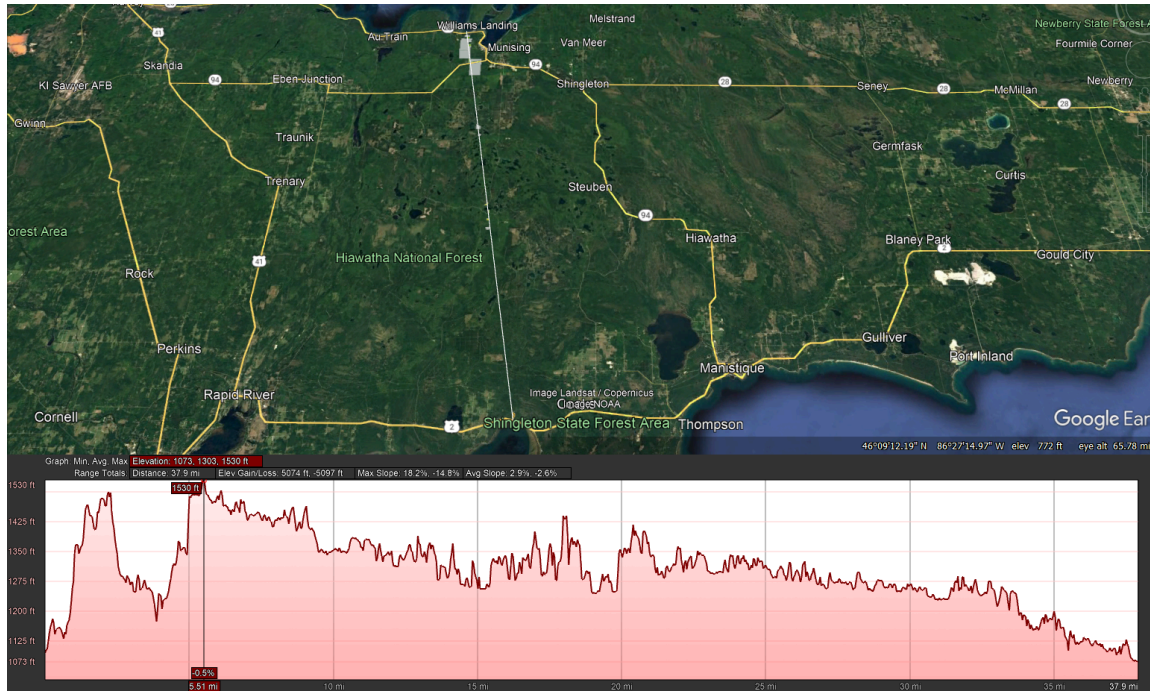 Melstrand
Williams Landing
Newberry State Forest A
41
Au Train
Munising
Van Meer
Fourmile Corner
Skandia
94
Shingleton
94
Eben Junction
28
Seney
28
McMillan
Newberry
KI Sawyer AFB
28
Gwinn
Traunik
Germfask
Trenary
Steuben
Curtis
94
orest Area
Hiawatha
Blaney Park
2
Gould City
Hiawatha National Forest
41
Rock
Perkins
Gulliver
Port Inland
Manistique
Rapid River
Image Landsat / Copernicus
Image NOAA
Cornell
2
Shingleton State Forest Area
Thompson
Google Ear
46°09'12.19" N 86°27'14.97" W elev 772 ft eye alt 65.78 mi
Graph: Min, Avg, Max Elevation: 1073, 1303, 1530 ft
Range Totals: Distance: 37.9 mi Elev Gain/Loss: 5074 ft, -5097 ft Max Slope: 18.2%, -14.8% Avg Slope: 2.9%, -2.6%
1530 ft
1530 ft
1425 ft
1350 ft
1275 ft
1200 ft
1125 ft
1073 ft
-0.5%
5.51 mi 10 mi 15 mi 20 mi 25 mi 30 mi 35 mi 37.9 mi